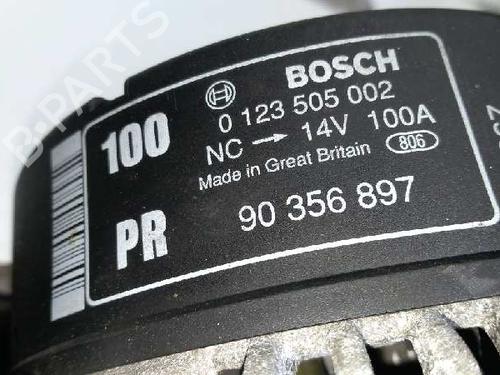 BOSCH
0 123 505 002
NC → 14V 100A
Made in Great Britain 806
100
PR
90 356 897
B-PARTS